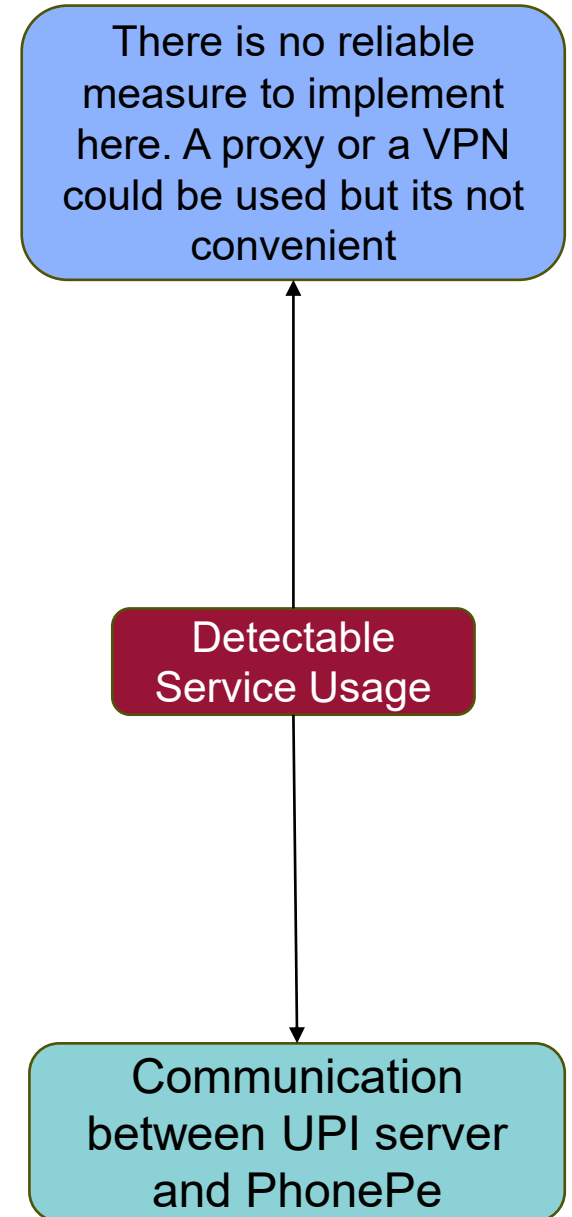 There is no reliable
measure to implement
here. A proxy or a VPN
could be used but its not
convenient
Detectable
Service Usage
Communication
between UPI server
and PhonePe